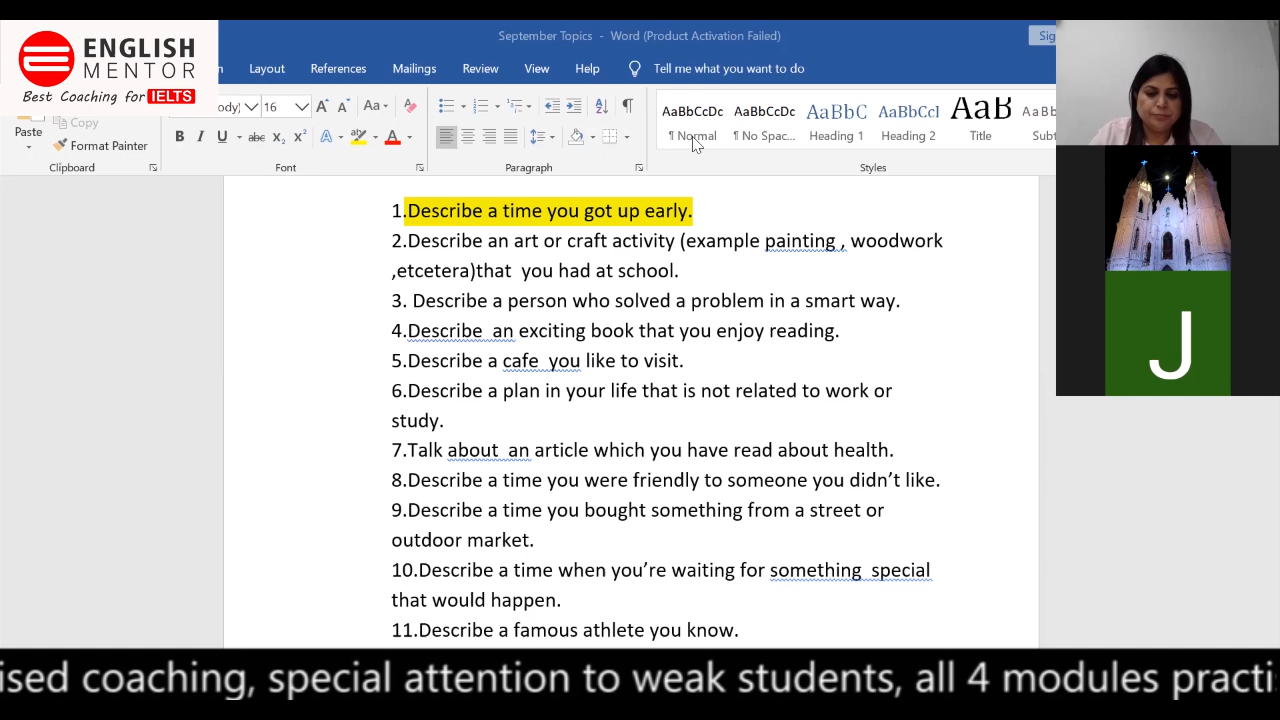 ENGLISH
MENTOR
Best Coaching for IELTS
September Topics - Word (Product Activation Failed)
Layout References Mailings Review View Help Tell me what you want to do
16 Aa
Paste
Copy
Format Painter
B I U abc x₂ x² A A
AaBbCcDc AaBbCcDc AaBbC AaBbCcI AaB
¶ Normal ¶ No Spac... Heading 1 Heading 2 Title
Clipboard Font Paragraph Styles
1.Describe a time you got up early.
2.Describe an art or craft activity (example painting , woodwork
,etcetera)that you had at school.
3. Describe a person who solved a problem in a smart way.
4.Describe an exciting book that you enjoy reading.
5.Describe a cafe you like to visit.
6.Describe a plan in your life that is not related to work or
study.
7.Talk about an article which you have read about health.
8.Describe a time you were friendly to someone you didn’t like.
9.Describe a time you bought something from a street or
outdoor market.
10.Describe a time when you’re waiting for something special
that would happen.
11.Describe a famous athlete you know.
J
ised coaching, special attention to weak students, all 4 modules practi